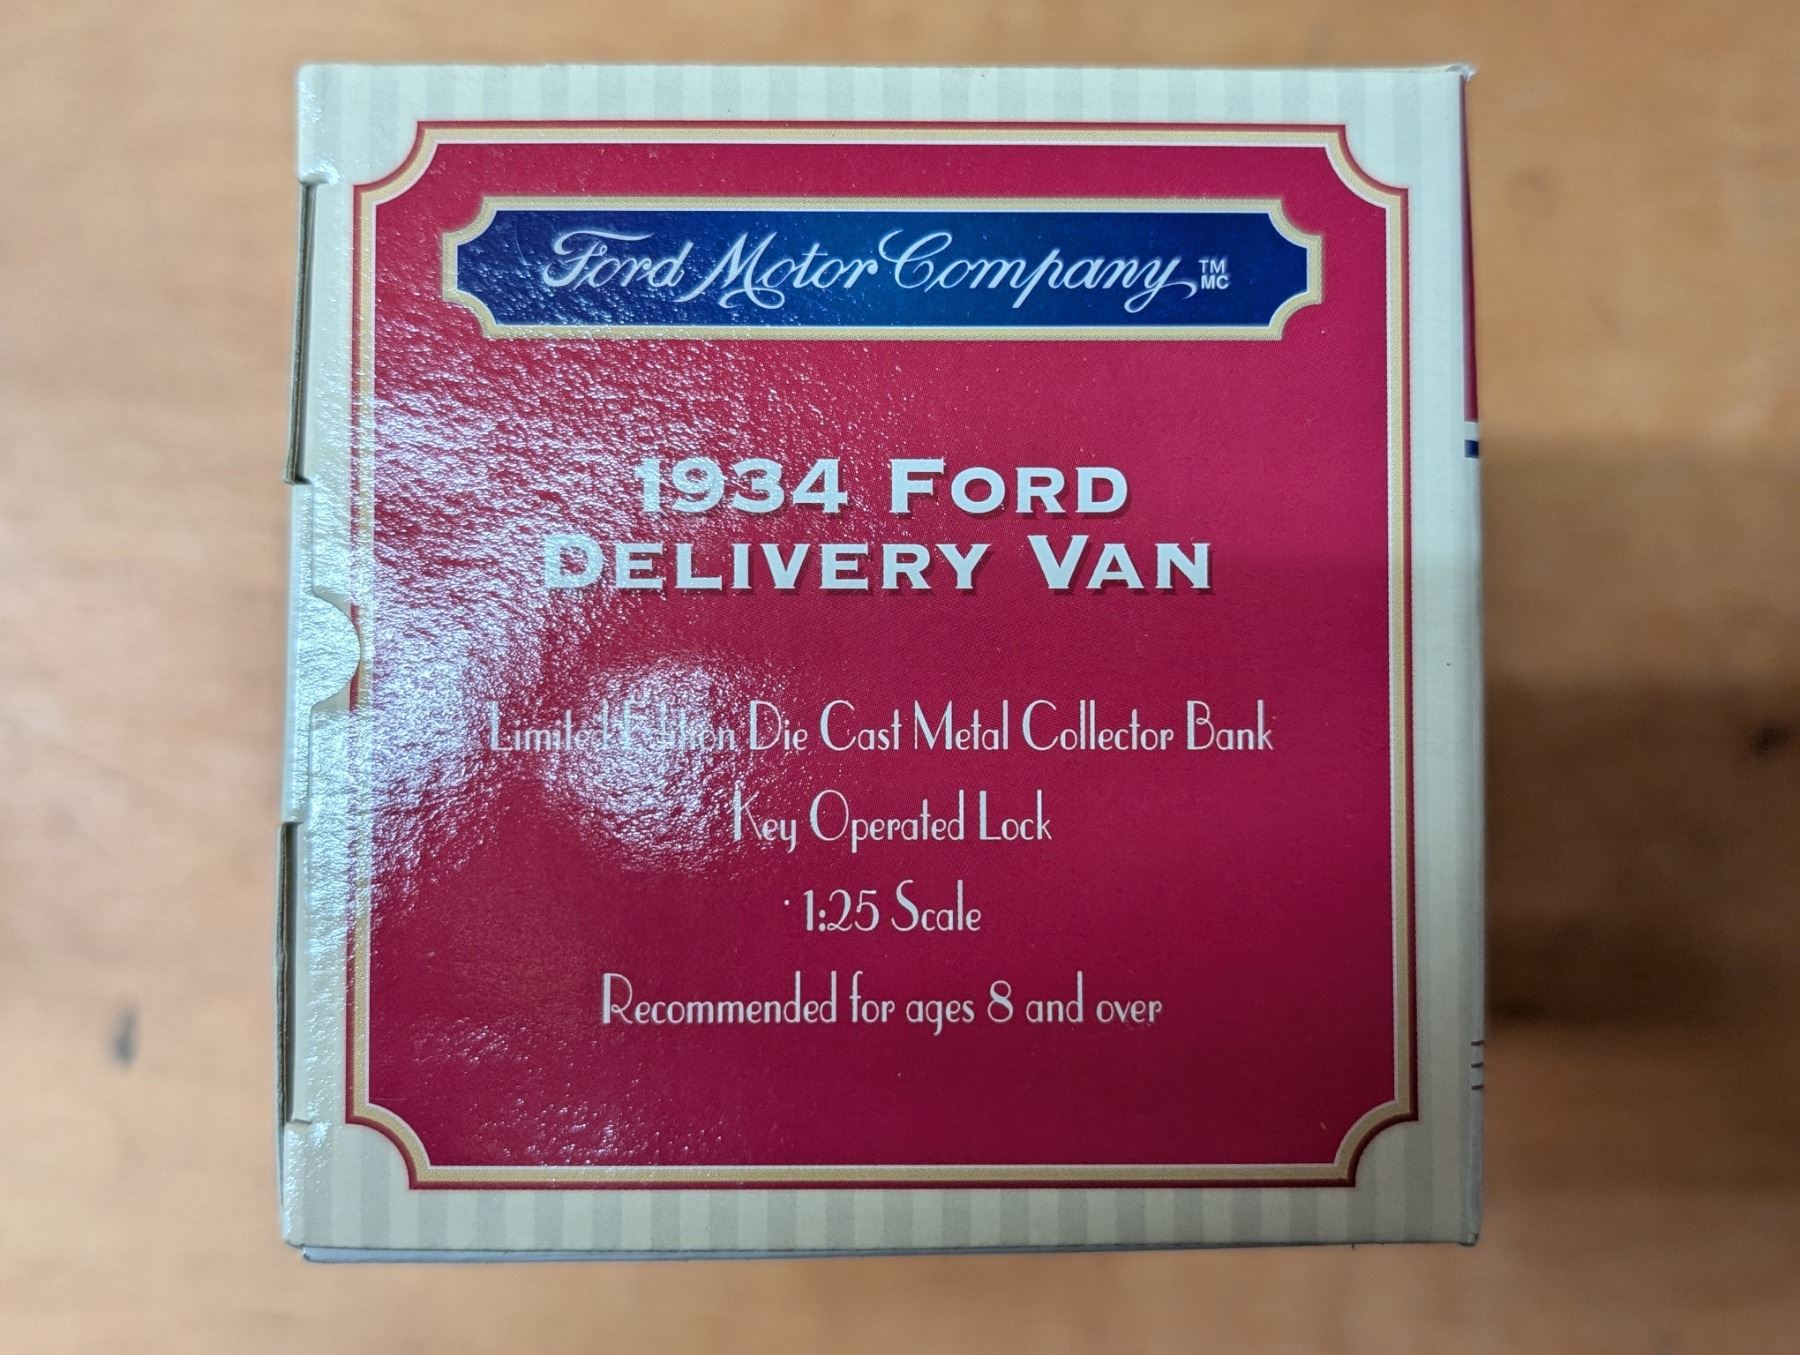 Ford Motor Company TM MC
1934 FORD
DELIVERY VAN
Limited Edition Die Cast Metal Collector Bank
Key Operated Lock
1:25 Scale
Recommended for ages 8 and over